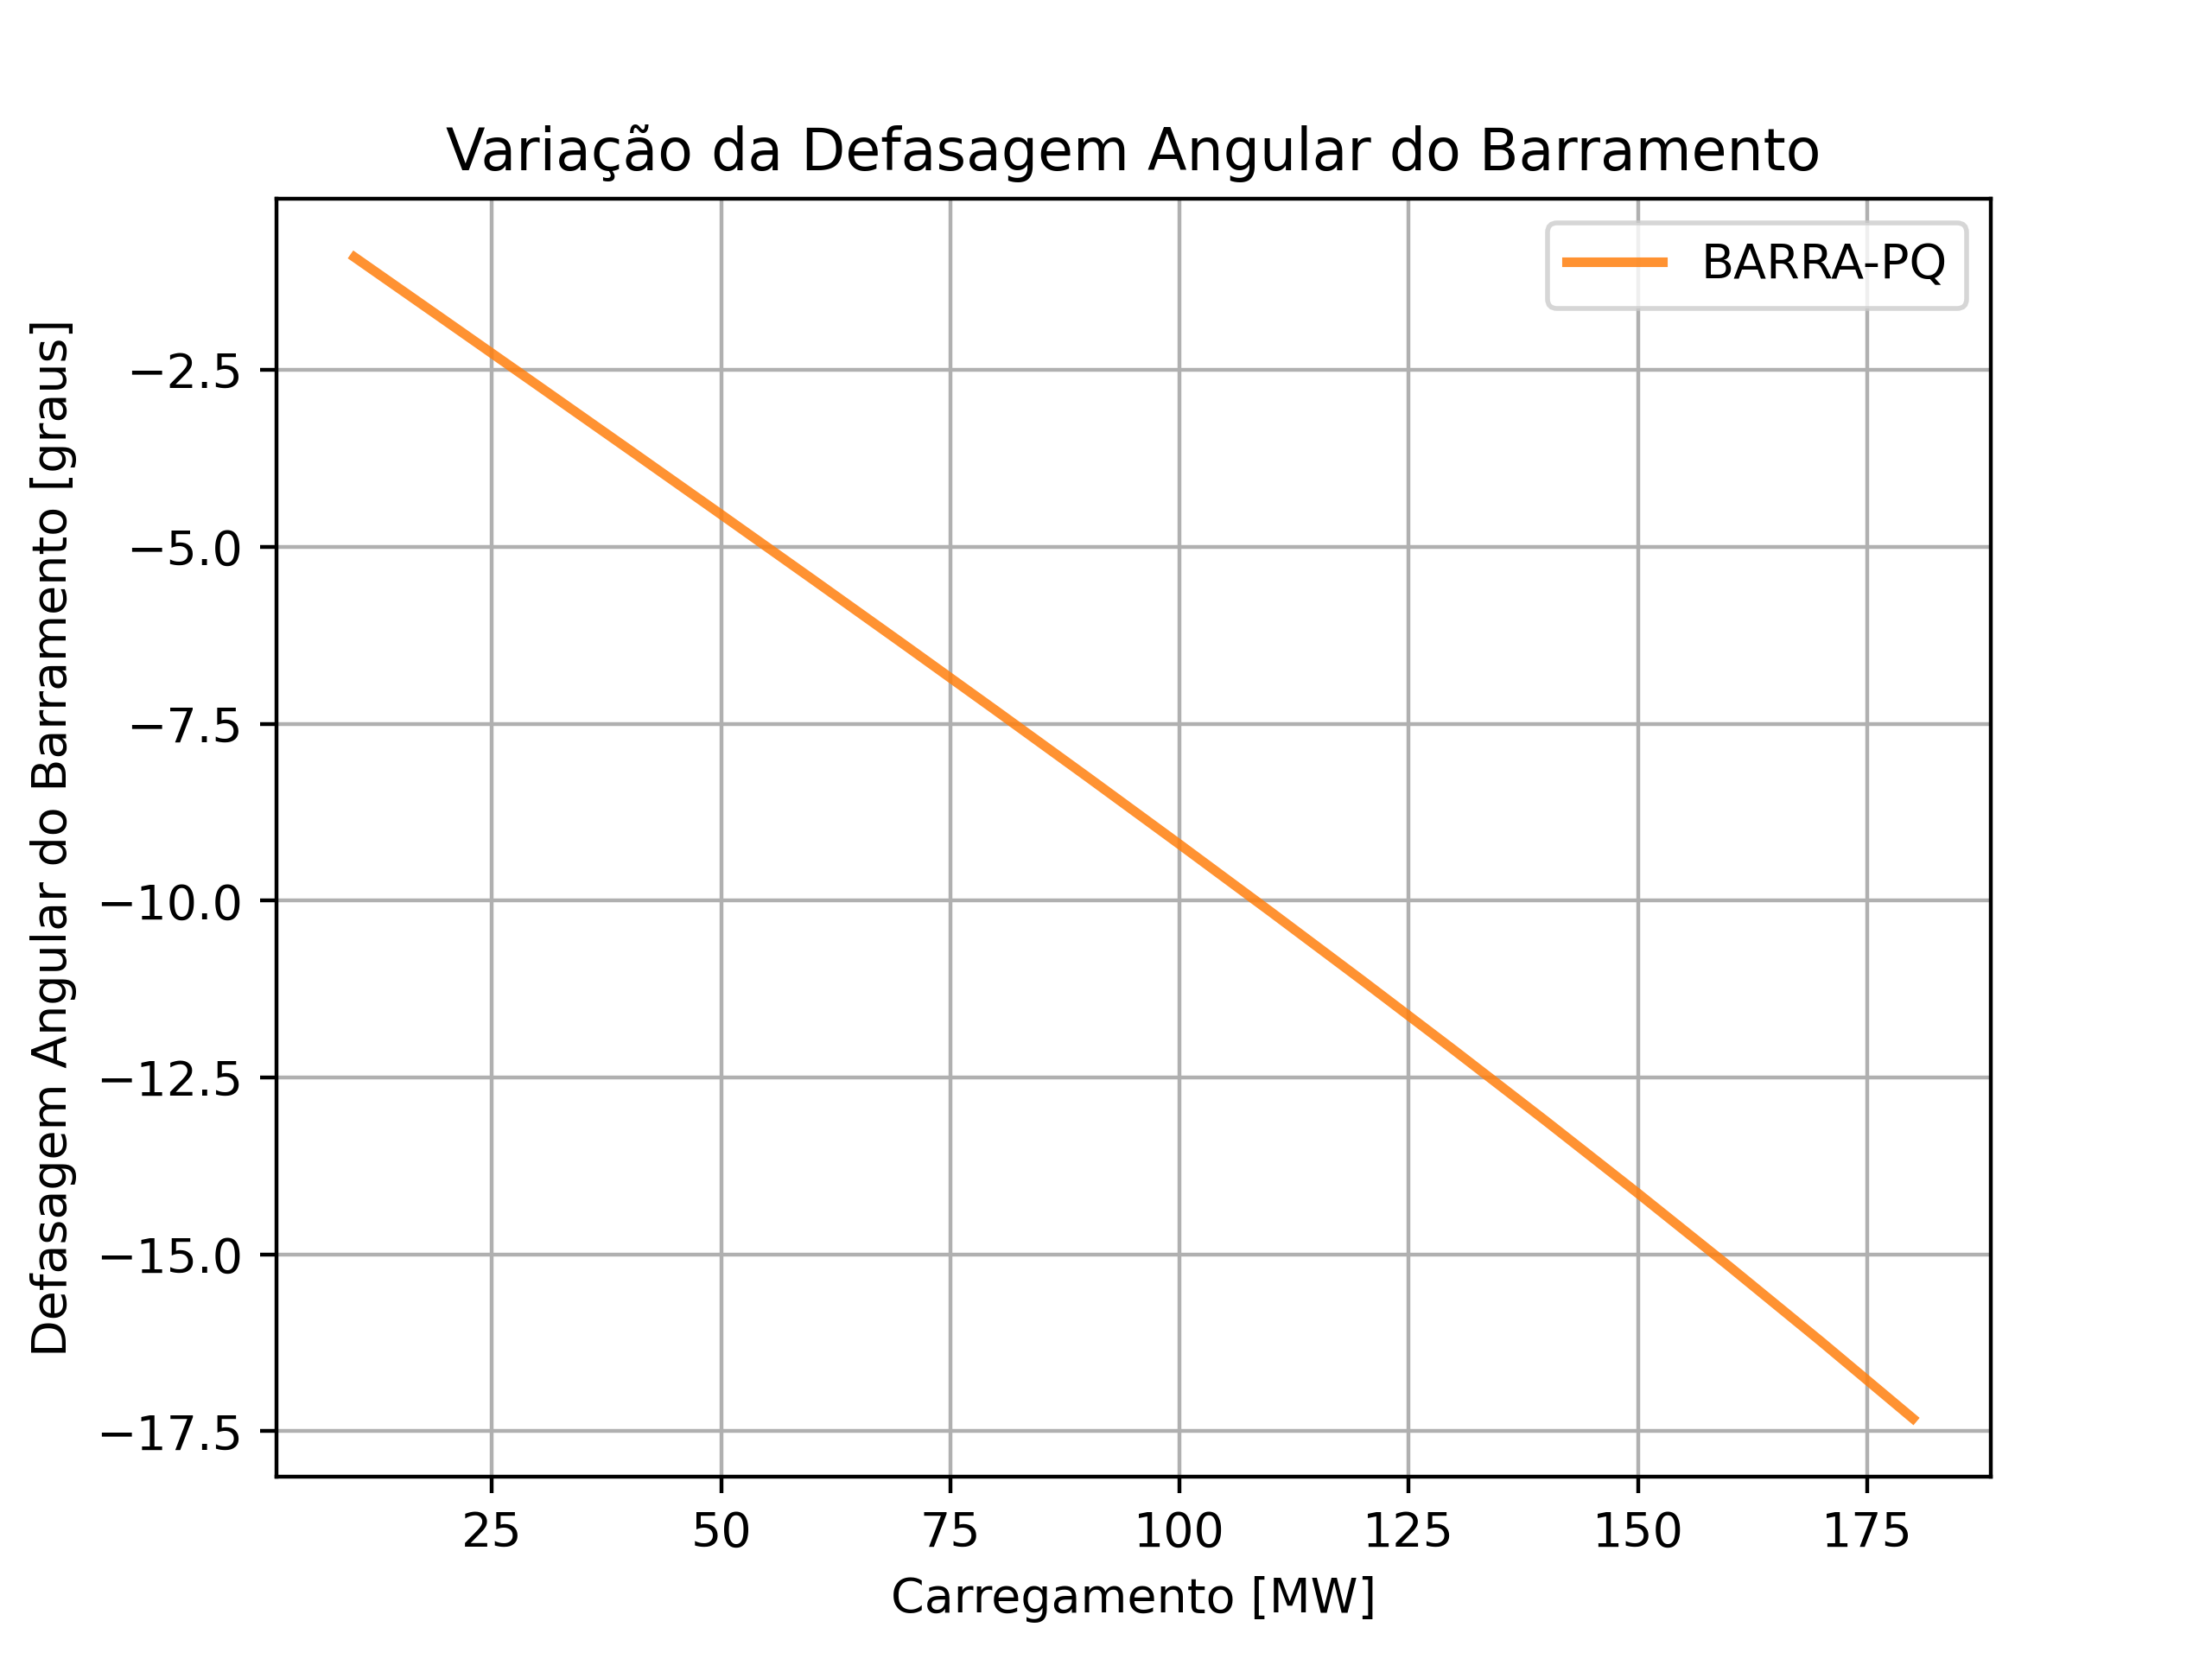 Variação da Defasagem Angular do Barramento
BARRA-PQ
Defasagem Angular do Barramento [graus]
−2.5
−5.0
−7.5
−10.0
−12.5
−15.0
−17.5
25 50 75 100 125 150 175
Carregamento [MW]